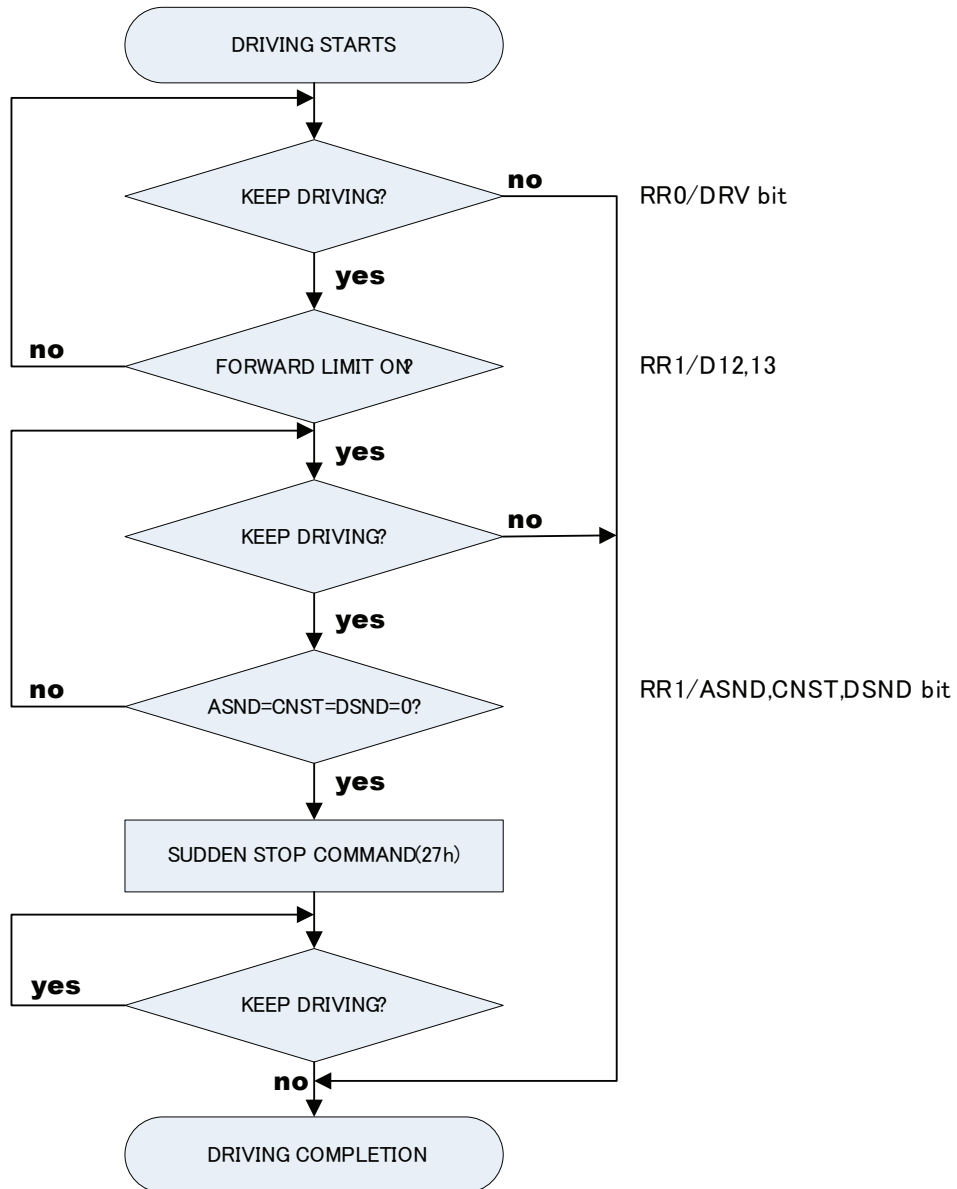 DRIVING STARTS
KEEP DRIVING?
no
RR0/DRV bit
yes
no
FORWARD LIMIT ON?
RR1/D12,13
yes
KEEP DRIVING?
no
yes
no
ASND=CNST=DSND=0?
RR1/ASND,CNST,DSND bit
yes
SUDDEN STOP COMMAND(27h)
yes
KEEP DRIVING?
no
DRIVING COMPLETION